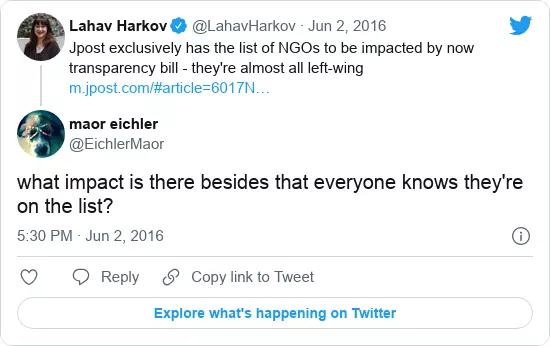 Lahav Harkov @LahavHarkov · Jun 2, 2016
Jpost exclusively has the list of NGOs to be impacted by now
transparency bill - they're almost all left-wing
m.jpost.com/#article=6017N…
maor eichler
@EichlerMaor
what impact is there besides that everyone knows they're
on the list?
5:30 PM · Jun 2, 2016
Reply
Copy link to Tweet
Explore what's happening on Twitter